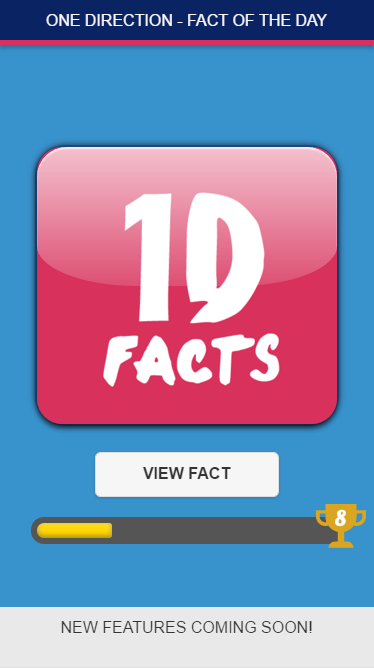 ONE DIRECTION - FACT OF THE DAY
1D
FACTS
VIEW FACT
8
NEW FEATURES COMING SOON!